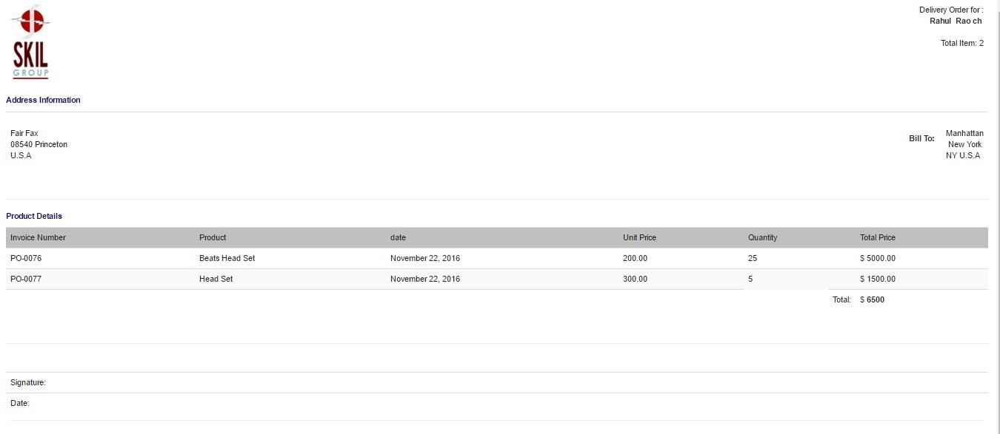 SKIL
GROUP
Delivery Order for :
Rahul Rao ch
Total Item: 2
Address Information
Fair Fax
08540 Princeton
U.S.A
Bill To:
Manhattan
New York
NY U.S.A
Product Details
Invoice Number Product date Unit Price Quantity Total Price
PO-0076 Beats Head Set November 22, 2016 200.00 25 $ 5000.00
PO-0077 Head Set November 22, 2016 300.00 5 $ 1500.00
Total: $ 6500
Signature:
Date: